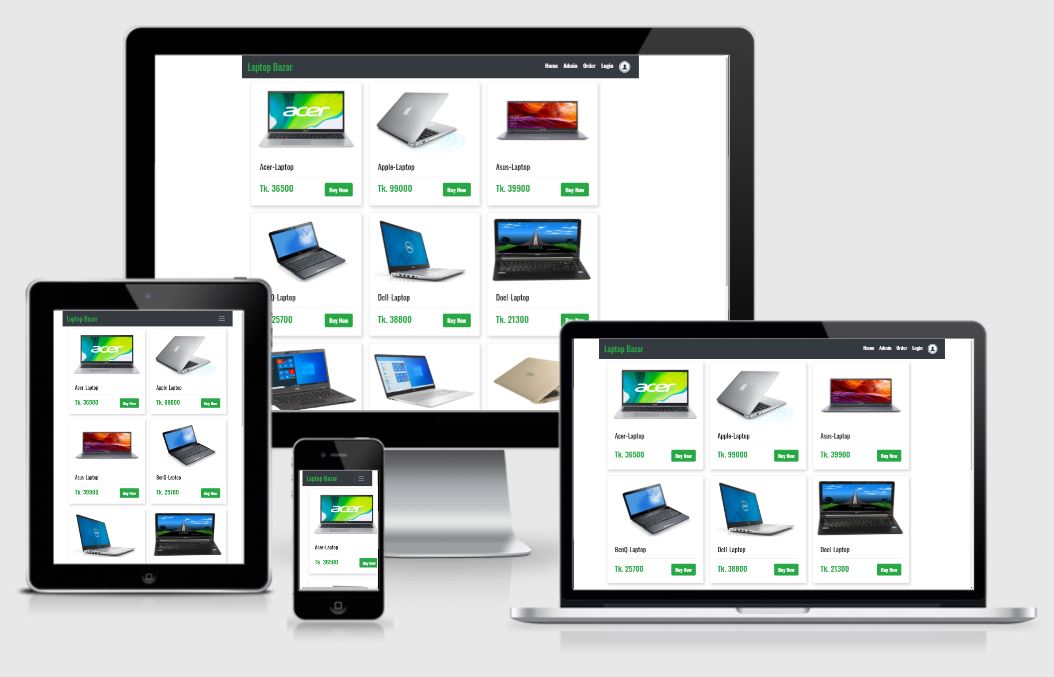 Laptop Bazar
Home Admin Order Login
acer
Acer-Laptop
Tk. 36500 Buy Now
Apple-Laptop
Tk. 99000 Buy Now
Asus-Laptop
Tk. 39900 Buy Now
Q-Laptop
25700 Buy Now
Dell-Laptop
Tk. 38800 Buy Now
Doel-Laptop
Tk. 21300 Buy
Laptop Bazar
acer
Acer-Laptop
Tk. 36500 Buy Now
Apple-Laptop
Tk. 99000 Buy Now
Asus-Laptop
Tk. 39900 Buy Now
BenQ-Laptop
Tk. 25700 Buy Now
Laptop Bazar
acer
Acer-Laptop
Tk. 36500 Buy Now
Laptop Bazar
Home Admin Order Login
acer
Acer-Laptop
Tk. 36500 Buy Now
Apple-Laptop
Tk. 99000 Buy Now
Asus-Laptop
Tk. 39900 Buy Now
BenQ-Laptop
Tk. 25700 Buy Now
Dell-Laptop
Tk. 38800 Buy Now
Doel-Laptop
Tk. 21300 Buy Now